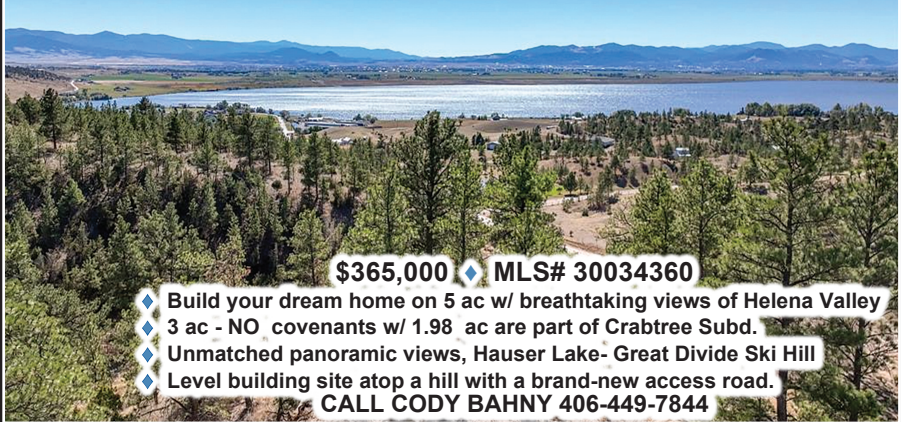 $365,000 ♦ MLS# 30034360
♦ Build your dream home on 5 ac w/ breathtaking views of Helena Valley
♦ 3 ac - NO covenants w/ 1.98 ac are part of Crabtree Subd.
♦ Unmatched panoramic views, Hauser Lake- Great Divide Ski Hill
♦ Level building site atop a hill with a brand-new access road.
CALL CODY BAHNY 406-449-7844